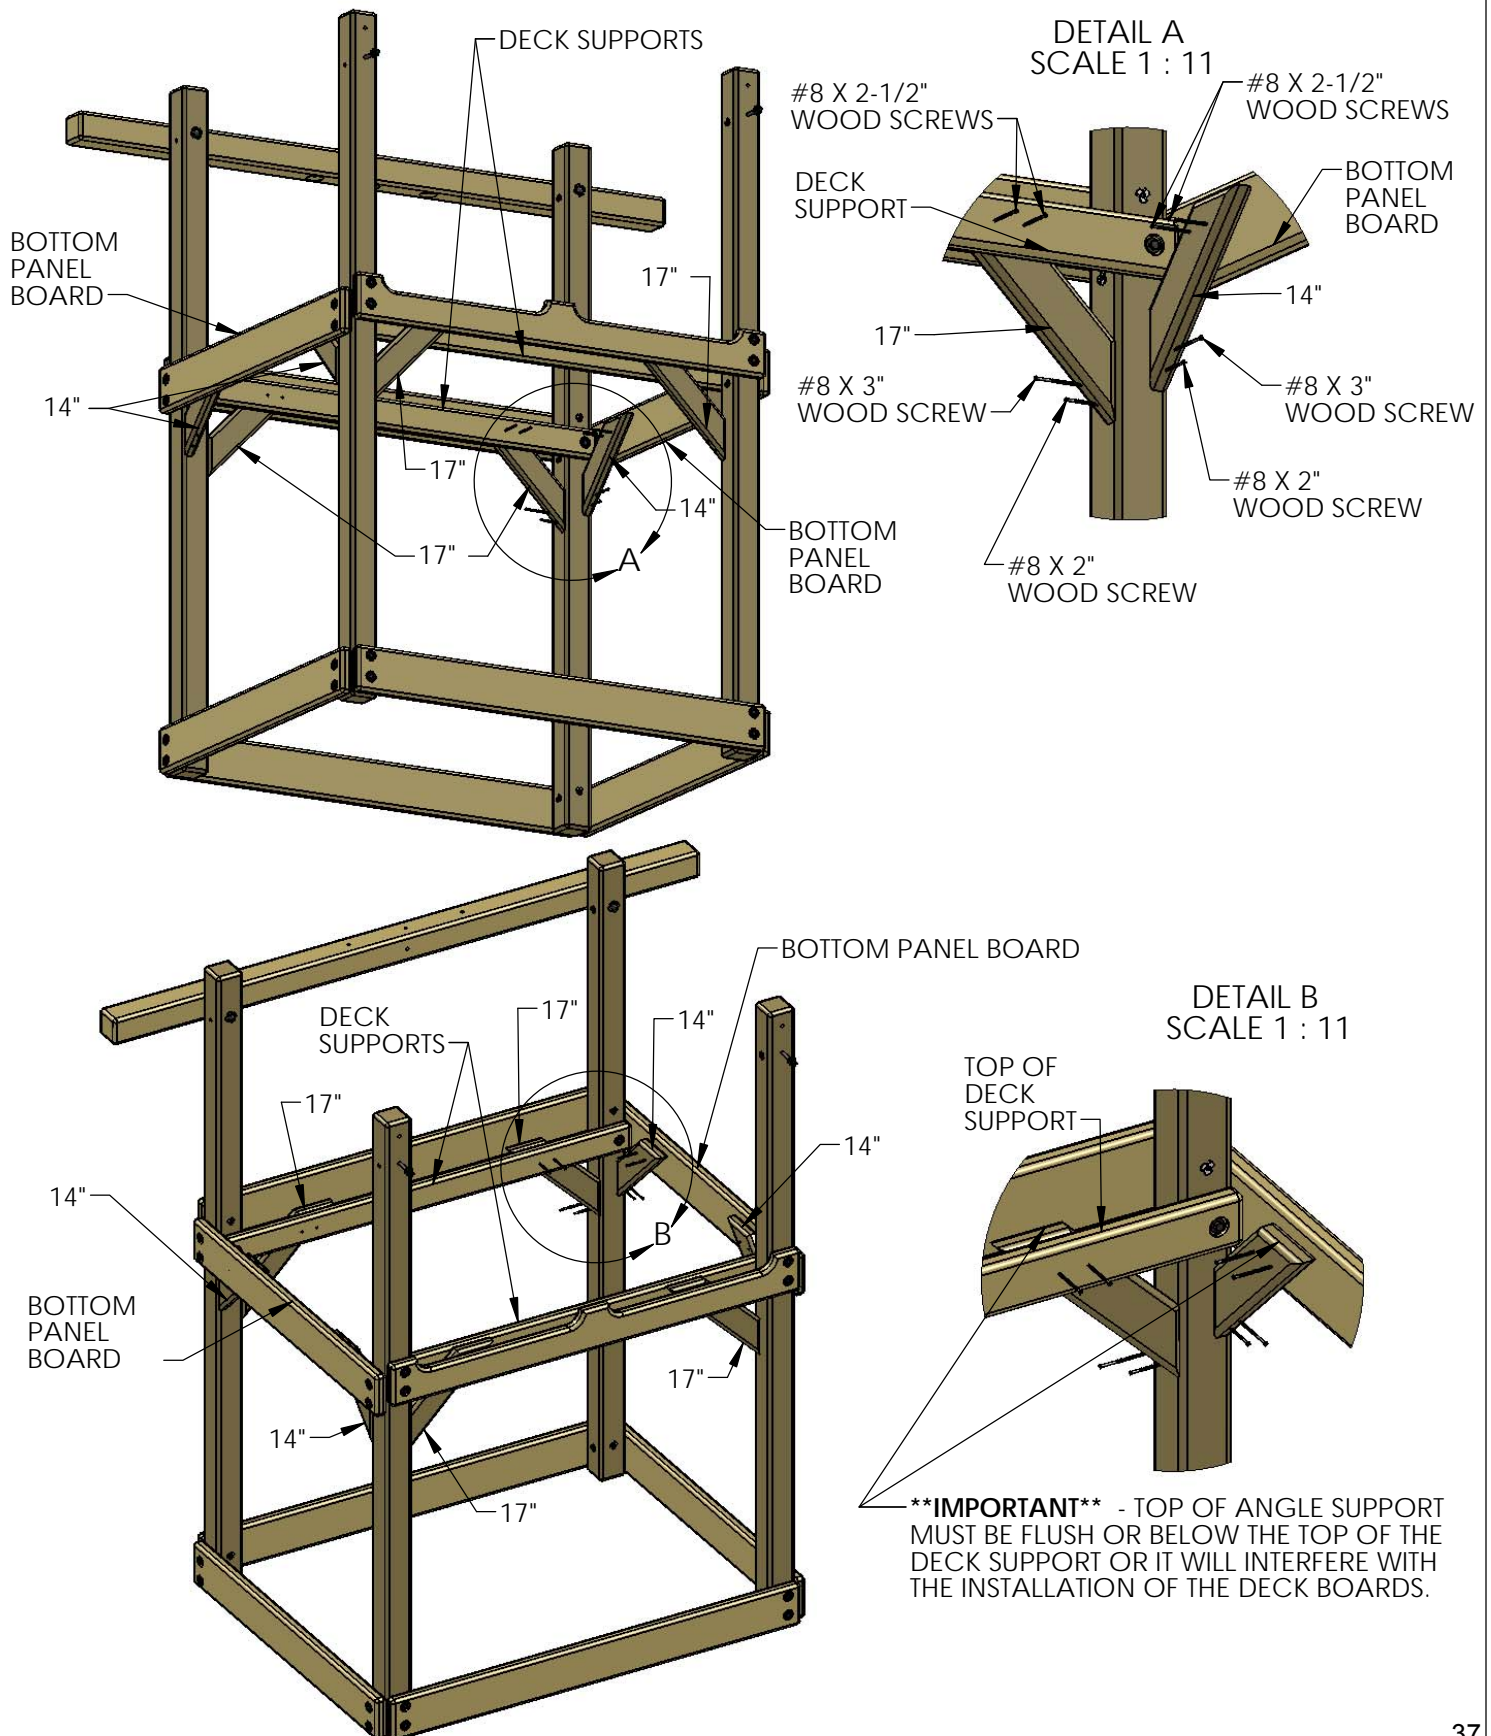 DECK SUPPORTS
BOTTOM
PANEL
BOARD
14"
17"
17"
17"
14"
A
BOTTOM
PANEL
BOARD
DETAIL A
SCALE 1 : 11
#8 X 2-1/2"
WOOD SCREWS
#8 X 2-1/2"
WOOD SCREWS
DECK
SUPPORT
BOTTOM
PANEL
BOARD
14"
17"
#8 X 3"
WOOD SCREW
#8 X 3"
WOOD SCREW
#8 X 2"
WOOD SCREW
#8 X 2"
WOOD SCREW
BOTTOM PANEL BOARD
DECK
SUPPORTS
17"
14"
17"
14"
14"
B
BOTTOM
PANEL
BOARD
17"
14"
17"
DETAIL B
SCALE 1 : 11
TOP OF
DECK
SUPPORT
**IMPORTANT** - TOP OF ANGLE SUPPORT
MUST BE FLUSH OR BELOW THE TOP OF THE
DECK SUPPORT OR IT WILL INTERFERE WITH
THE INSTALLATION OF THE DECK BOARDS.
37